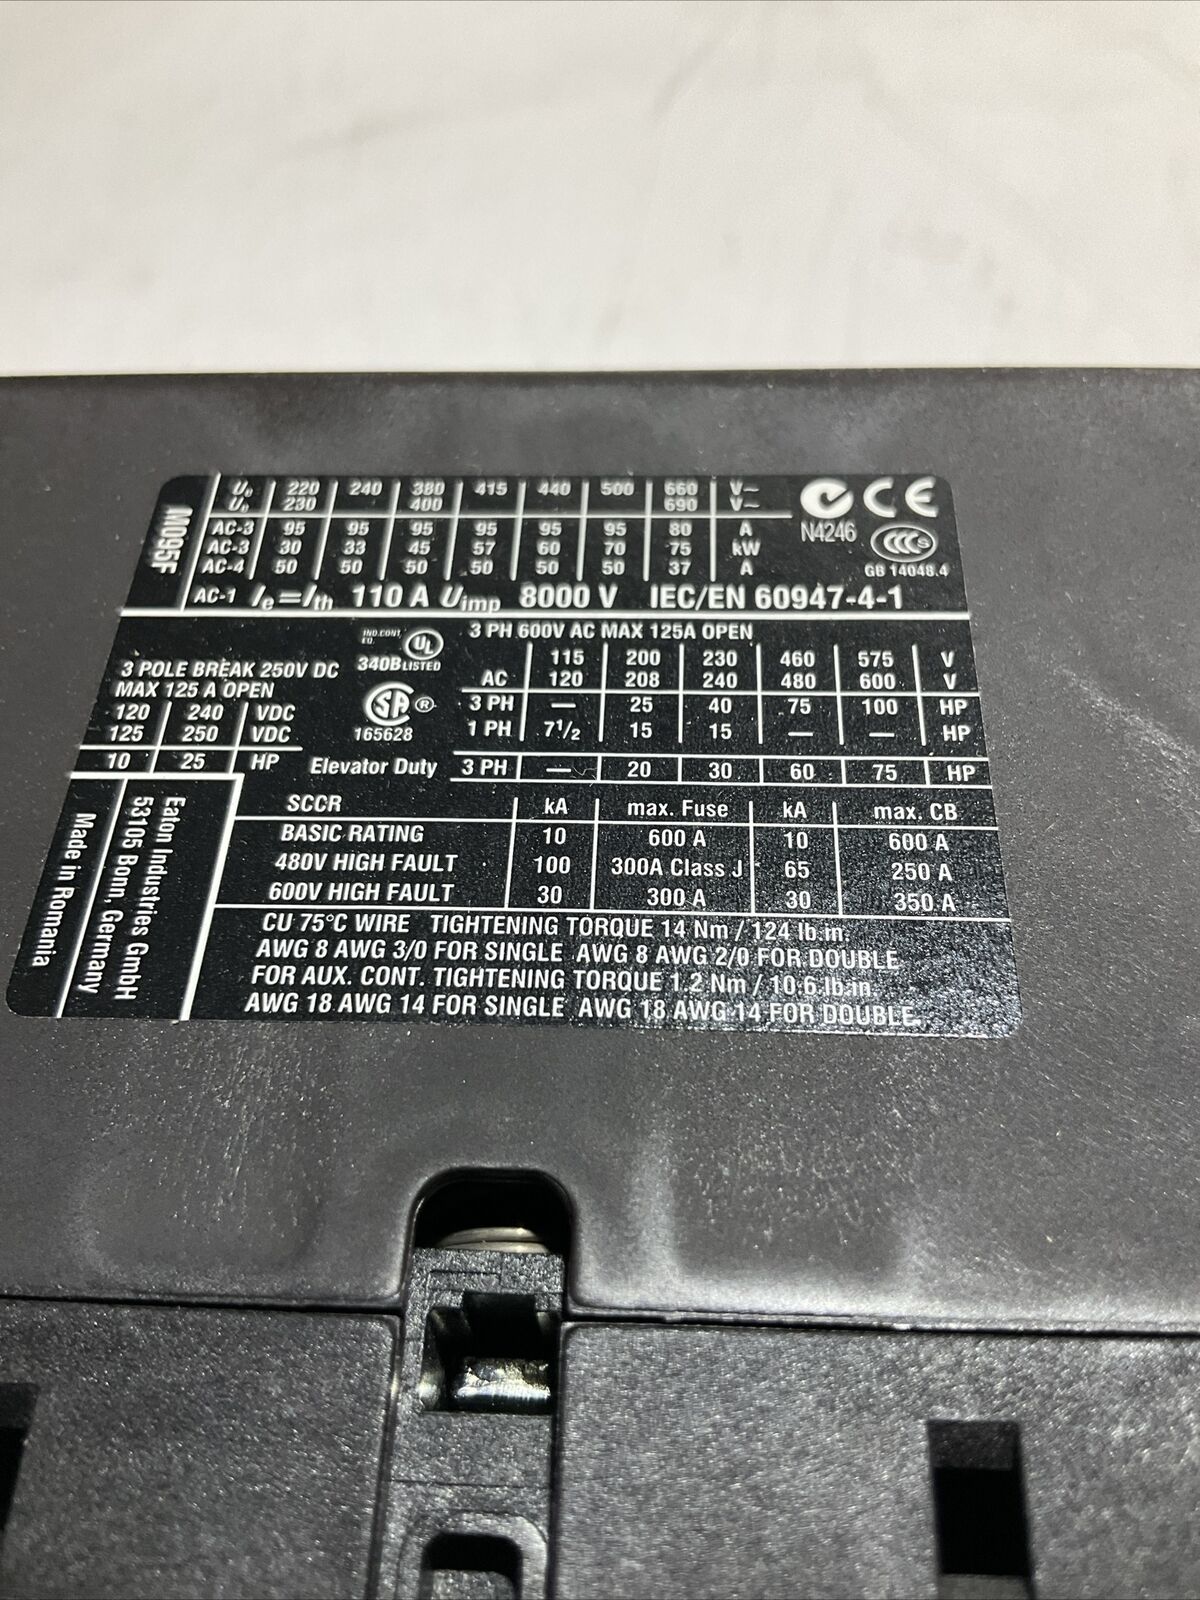 M095F
Ue 220 240 380 415 440 500 660 V~
Ue 230 400 690 V~
AC-3 95 95 95 95 95 95 80 A
AC-3 30 33 45 57 60 70 75 kW
AC-4 50 50 50 50 50 50 37 A
AC-1 Ie=Ith 110 A Uimp 8000 V IEC/EN 60947-4-1
N4246
CE
CCC S
GB 14048.4
3 POLE BREAK 250V DC
MAX 125 A OPEN
120 240 VDC
125 250 VDC
10 25 HP
IND.CONT.
EQ.
UL
340B LISTED
SA ®
165628
3 PH 600V AC MAX 125A OPEN
115 200 230 460 575 V
AC 120 208 240 480 600 V
3 PH — 25 40 75 100 HP
1 PH 7 1/2 15 15 — — HP
Elevator Duty 3 PH — 20 30 60 75 HP
SCCR kA max. Fuse kA max. CB
BASIC RATING 10 600 A 10 600 A
480V HIGH FAULT 100 300A Class J 65 250 A
600V HIGH FAULT 30 300 A 30 350 A
CU 75°C WIRE TIGHTENING TORQUE 14 Nm / 124 lb.in.
AWG 8 AWG 3/0 FOR SINGLE AWG 8 AWG 2/0 FOR DOUBLE
FOR AUX. CONT. TIGHTENING TORQUE 1.2 Nm / 10.6 lb.in.
AWG 18 AWG 14 FOR SINGLE AWG 18 AWG 14 FOR DOUBLE
Eaton Industries GmbH
53105 Bonn, Germany
Made in Romania